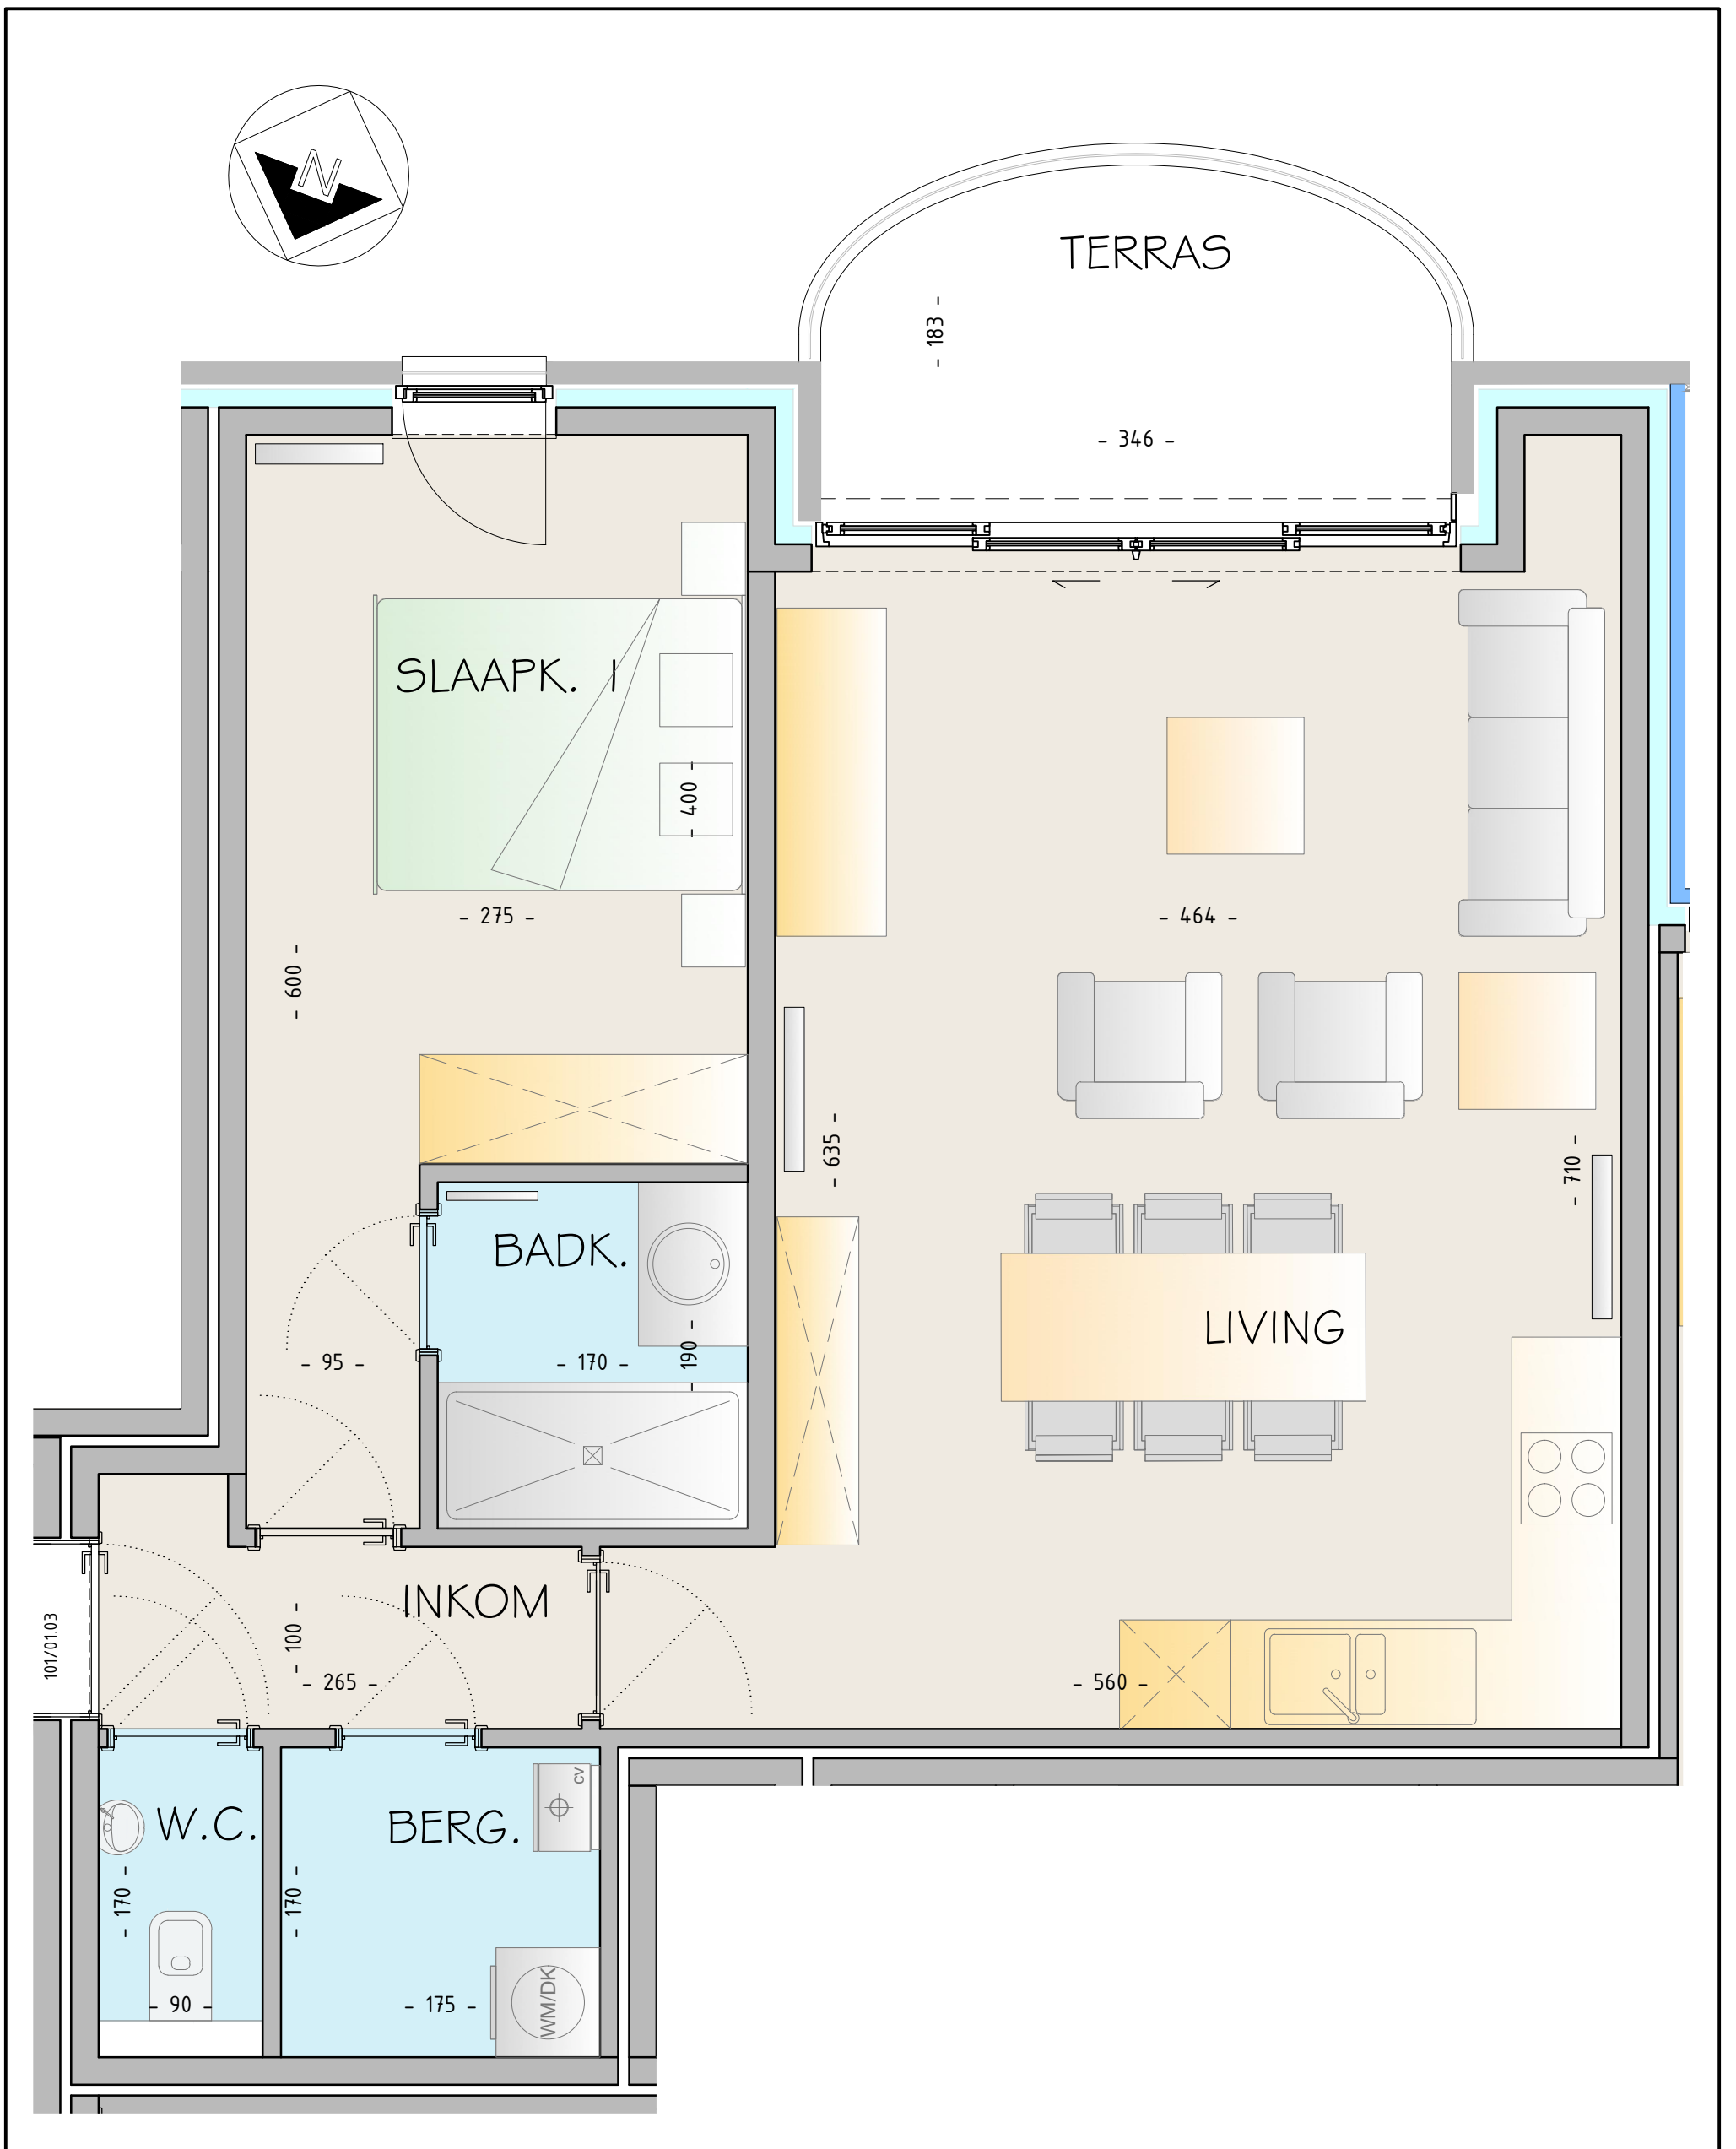 N
TERRAS
- 183 -
- 346 -
SLAAPK. 1
- 400 -
- 275 -
- 464 -
- 600 -
- 635 -
- 710 -
BADK.
LIVING
- 95 -
- 170 -
- 190 -
INKOM
101/01.03
- 100 -
- 265 -
- 560 -
CV
W.C.
BERG.
- 170 -
- 170 -
WM/DK
- 90 -
- 175 -